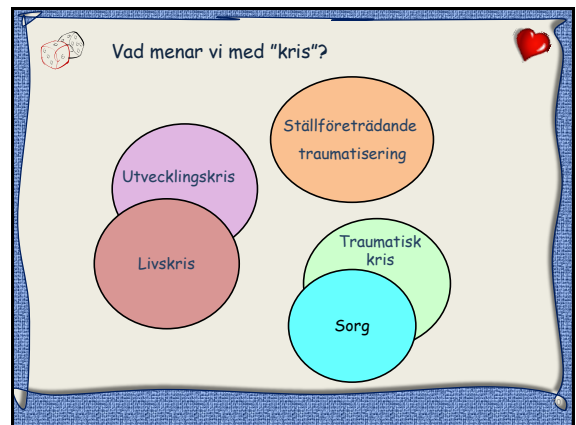 Vad menar vi med "kris"?
Ställföreträdande
traumatisering
Utvecklingskris
Livskris
Traumatisk
kris
Sorg